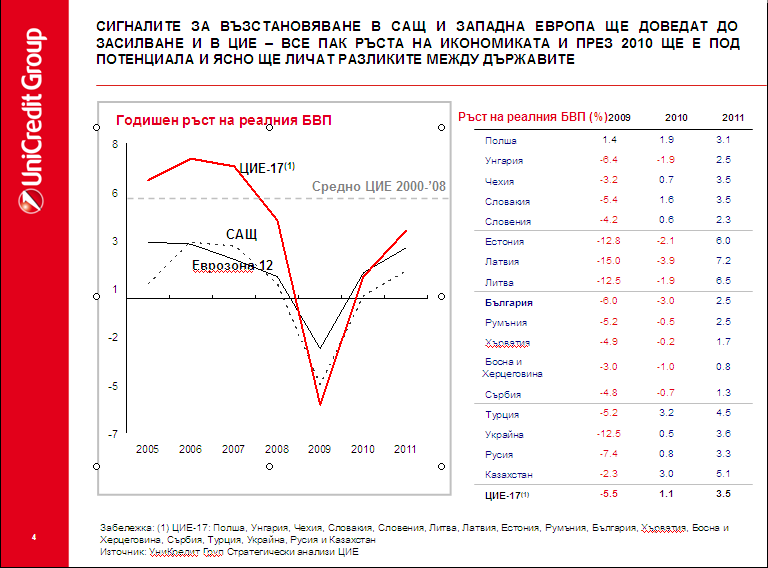 UniCredit Group
СИГНАЛИТЕ ЗА ВЪЗСТАНОВЯВАНЕ В САЩ И ЗАПАДНА ЕВРОПА ЩЕ ДОВЕДАТ ДО
ЗАСИЛВАНЕ И В ЦИЕ – ВСЕ ПАК РЪСТА НА ИКОНОМИКАТА И ПРЕЗ 2010 ЩЕ Е ПОД
ПОТЕНЦИАЛА И ЯСНО ЩЕ ЛИЧАТ РАЗЛИКИТЕ МЕЖДУ ДЪРЖАВИТЕ
Годишен ръст на реалния БВП
8
6
3
1
-2
-5
-7
ЦИЕ-17(1)
Средно ЦИЕ 2000-'08
САЩ
Еврозона 12
2005 2006 2007 2008 2009 2010 2011
Ръст на реалния БВП (%) 2009 2010 2011
Полша 1.4 1.9 3.1
Унгария -6.4 -1.9 2.5
Чехия -3.2 0.7 3.5
Словакия -5.4 1.6 3.5
Словения -4.2 0.6 2.3
Естония -12.8 -2.1 6.0
Латвия -15.0 -3.9 7.2
Литва -12.5 -1.9 6.5
България -6.0 -3.0 2.5
Румъния -5.2 -0.5 2.5
Хърватия -4.9 -0.2 1.7
Босна и
Херцеговина -3.0 -1.0 0.8
Сърбия -4.8 -0.7 1.3
Турция -5.2 3.2 4.5
Украйна -12.5 0.5 3.6
Русия -7.4 0.8 3.3
Казахстан -2.3 3.0 5.1
ЦИЕ-17(1) -5.5 1.1 3.5
Забележка: (1) ЦИЕ-17: Полша, Унгария, Чехия, Словакия, Словения, Литва, Латвия, Естония, Румъния, България, Хърватия, Босна и
Херцеговина, Сърбия, Турция, Украйна, Русия и Казахстан
Източник: УниКредит Груп Стратегически анализи ЦИЕ
4